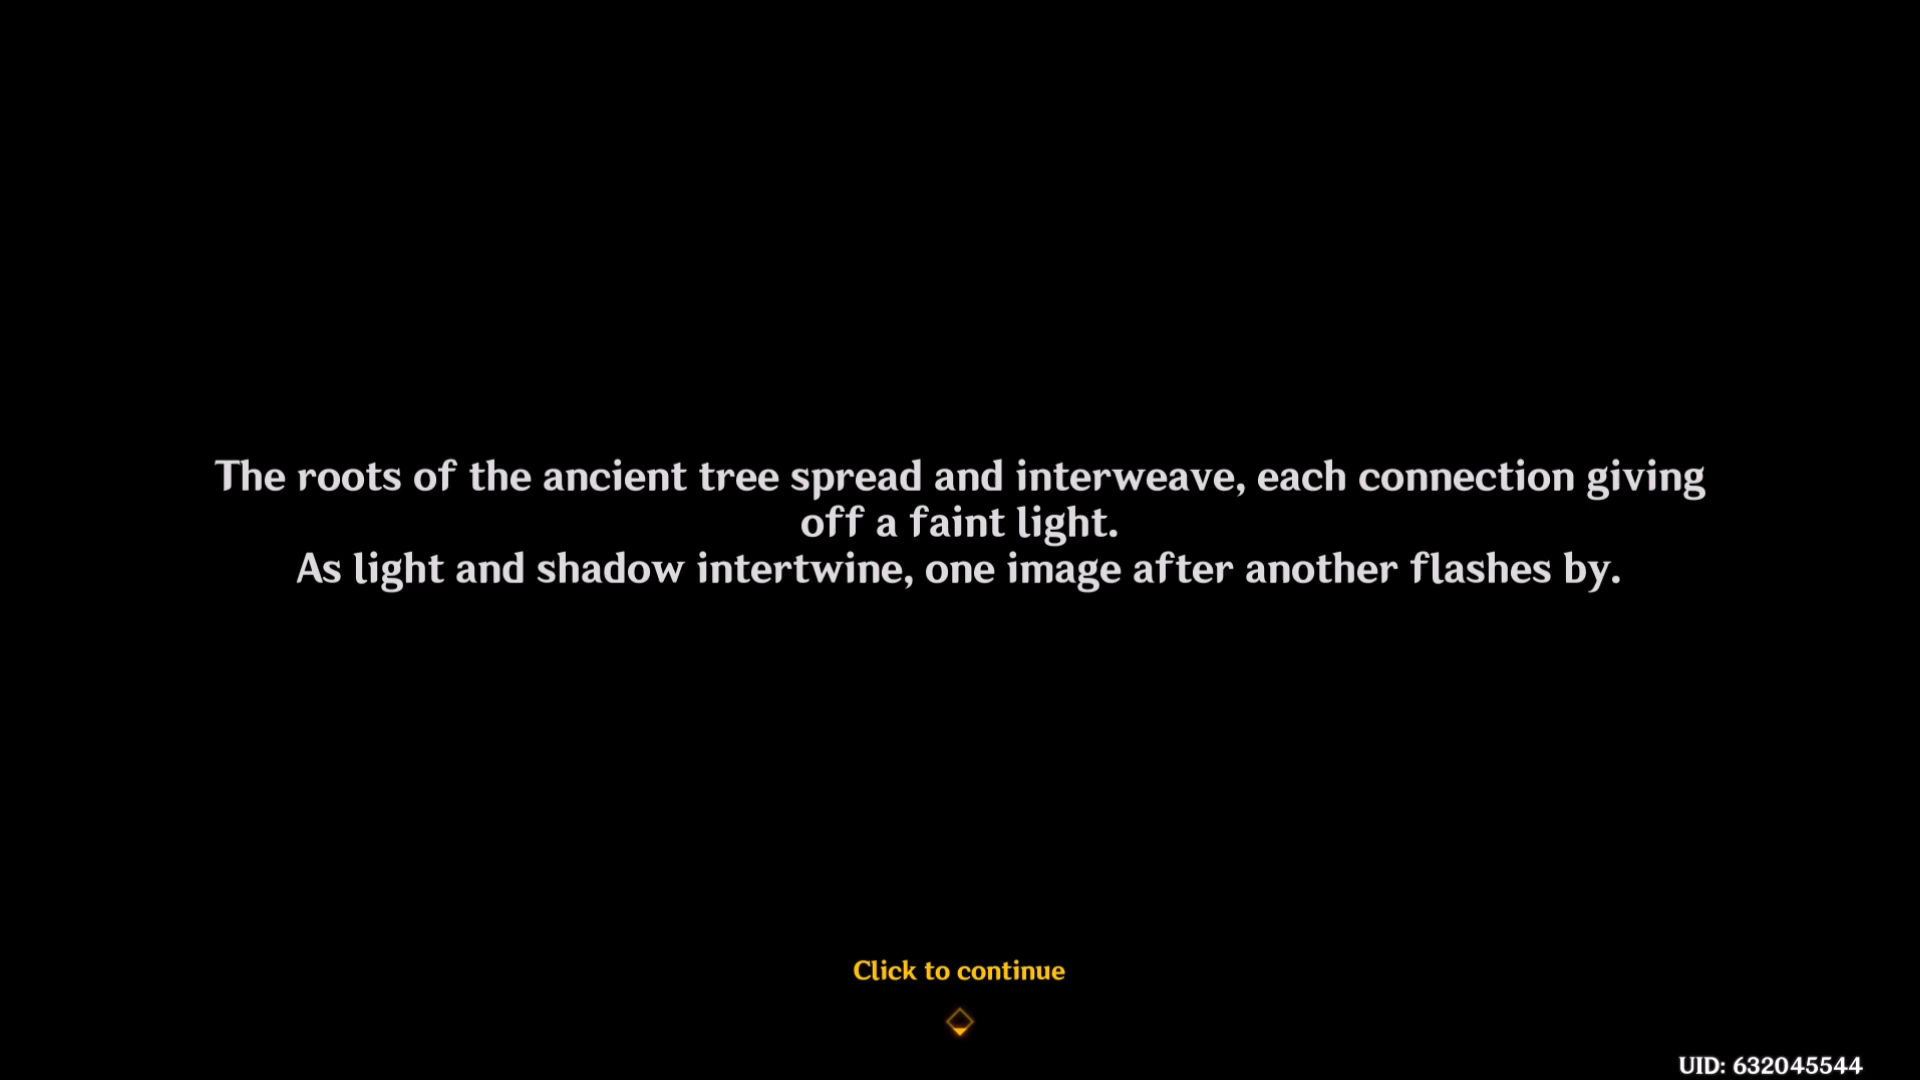 The roots of the ancient tree spread and interweave, each connection giving
off a faint light.
As light and shadow intertwine, one image after another flashes by.
Click to continue
UID: 632045544